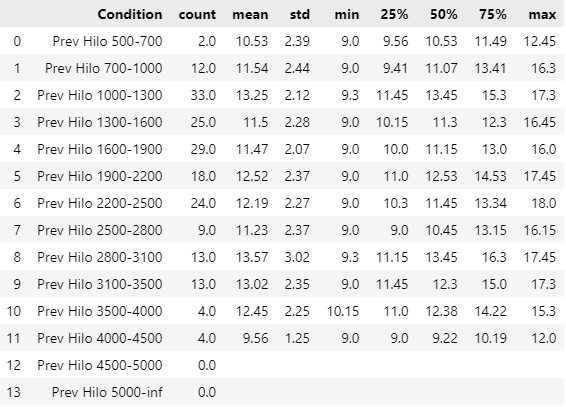 Condition count mean std min 25% 50% 75% max
0 Prev Hilo 500-700 2.0 10.53 2.39 9.0 9.56 10.53 11.49 12.45
1 Prev Hilo 700-1000 12.0 11.54 2.44 9.0 9.41 11.07 13.41 16.3
2 Prev Hilo 1000-1300 33.0 13.25 2.12 9.3 11.45 13.45 15.3 17.3
3 Prev Hilo 1300-1600 25.0 11.5 2.28 9.0 10.15 11.3 12.3 16.45
4 Prev Hilo 1600-1900 29.0 11.47 2.07 9.0 10.0 11.15 13.0 16.0
5 Prev Hilo 1900-2200 18.0 12.52 2.37 9.0 11.0 12.53 14.53 17.45
6 Prev Hilo 2200-2500 24.0 12.19 2.27 9.0 10.3 11.45 13.34 18.0
7 Prev Hilo 2500-2800 9.0 11.23 2.37 9.0 9.0 10.45 13.15 16.15
8 Prev Hilo 2800-3100 13.0 13.57 3.02 9.3 11.15 13.45 16.3 17.45
9 Prev Hilo 3100-3500 13.0 13.02 2.35 9.0 11.45 12.3 15.0 17.3
10 Prev Hilo 3500-4000 4.0 12.45 2.25 10.15 11.0 12.38 14.22 15.3
11 Prev Hilo 4000-4500 4.0 9.56 1.25 9.0 9.0 9.22 10.19 12.0
12 Prev Hilo 4500-5000 0.0
13 Prev Hilo 5000-inf 0.0